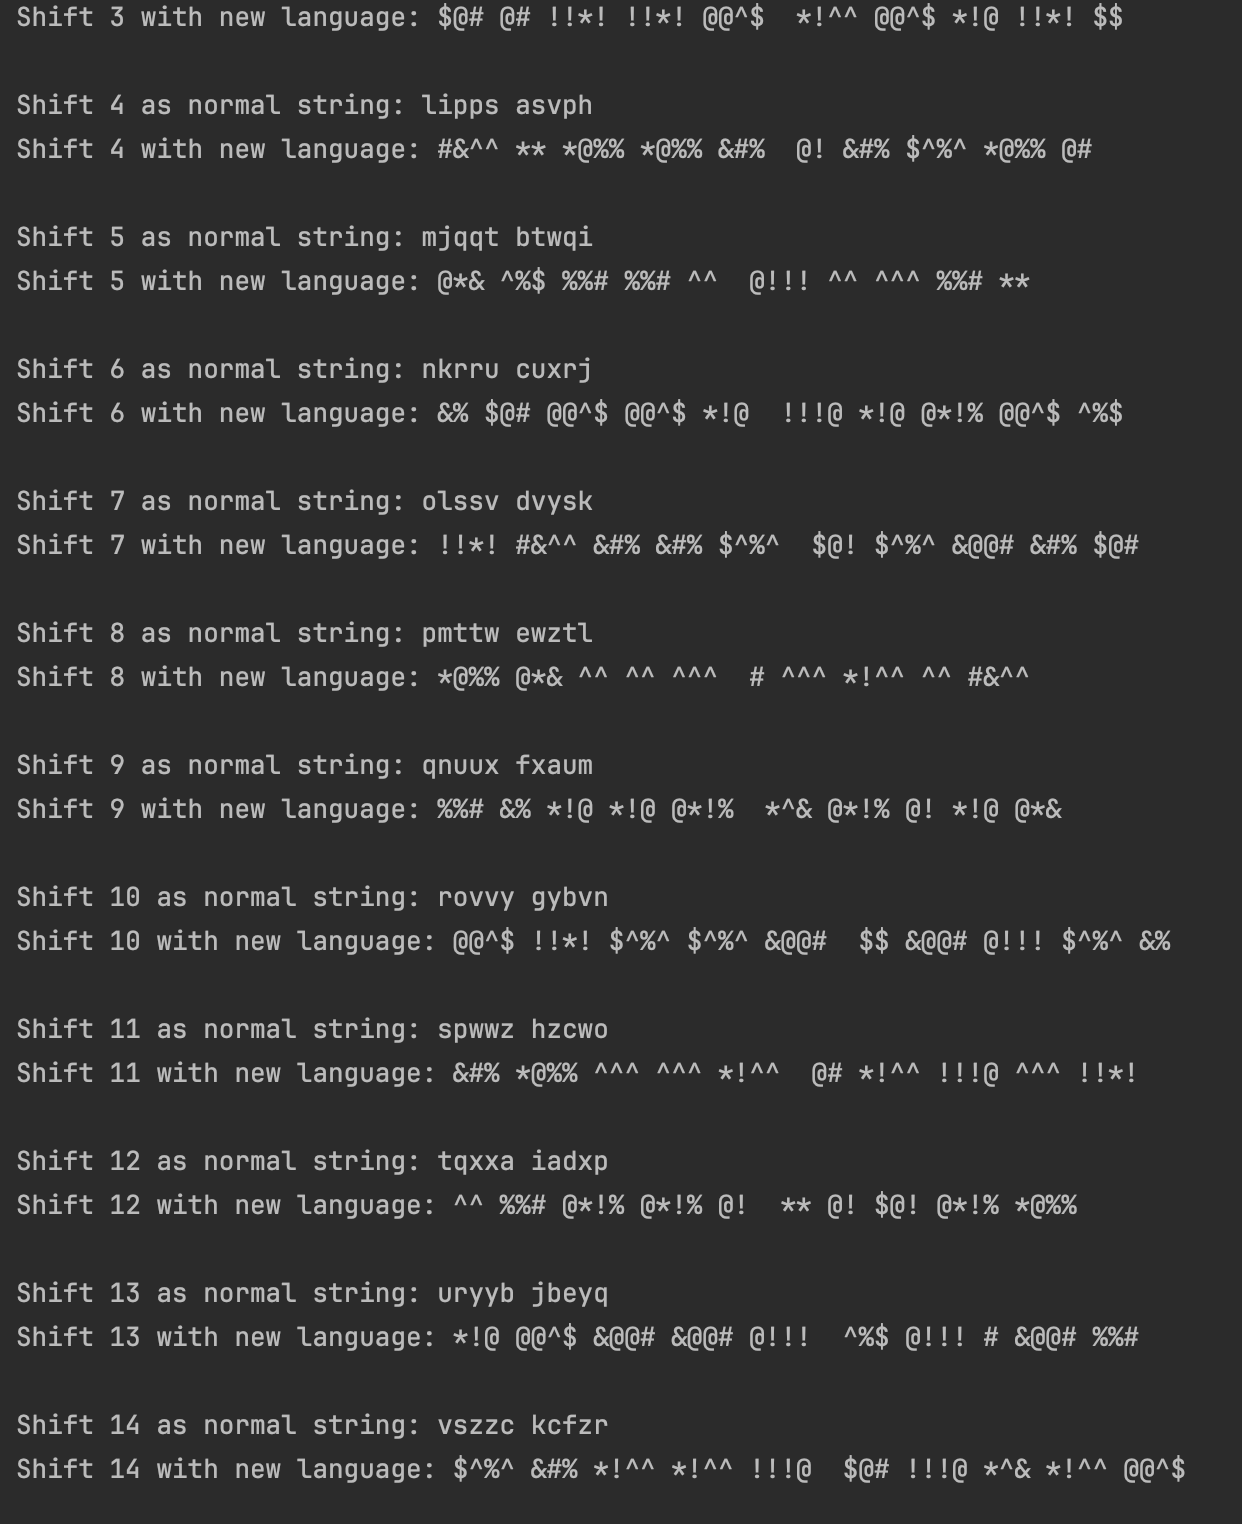 Shift 3 with new language: $@# @# !!*! !!*! @@^$  *!^^ @@^$ *!@ !!*! $$
Shift 4 as normal string: lipps asvph
Shift 4 with new language: #&^^ ** *@%% *@%% &#%  @! &#% $^%^ *@%% @#
Shift 5 as normal string: mjqqt btwqi
Shift 5 with new language: @*& ^%$ %%# %%# ^^  @!!! ^^ ^^^ %%# **
Shift 6 as normal string: nkrru cuxrj
Shift 6 with new language: &% $@# @@^$ @@^$ *!@  !!!@ *!@ @*!% @@^$ ^%$
Shift 7 as normal string: olssv dvysk
Shift 7 with new language: !!*! #&^^ &#% &#% $^%^  $@! $^%^ &@@# &#% $@#
Shift 8 as normal string: pmttw ewztl
Shift 8 with new language: *@%% @*& ^^ ^^ ^^^  # ^^^ *!^^ ^^ #&^^
Shift 9 as normal string: qnuux fxaum
Shift 9 with new language: %%# &% *!@ *!@ @*!%  *^& @*!% @! *!@ @*&
Shift 10 as normal string: rovvy gybvn
Shift 10 with new language: @@^$ !!*! $^%^ $^%^ &@@#  $$ &@@# @!!! $^%^ &%
Shift 11 as normal string: spwwz hzcwo
Shift 11 with new language: &#% *@%% ^^^ ^^^ *!^^  @# *!^^ !!!@ ^^^ !!*!
Shift 12 as normal string: tqxxa iadxp
Shift 12 with new language: ^^ %%# @*!% @*!% @!  ** @! $@! @*!% *@%%
Shift 13 as normal string: uryyb jbeyq
Shift 13 with new language: *!@ @@^$ &@@# &@@# @!!!  ^%$ @!!! # &@@# %%#
Shift 14 as normal string: vszzc kcfzr
Shift 14 with new language: $^%^ &#% *!^^ *!^^ !!!@  $@# !!!@ *^& *!^^ @@^$